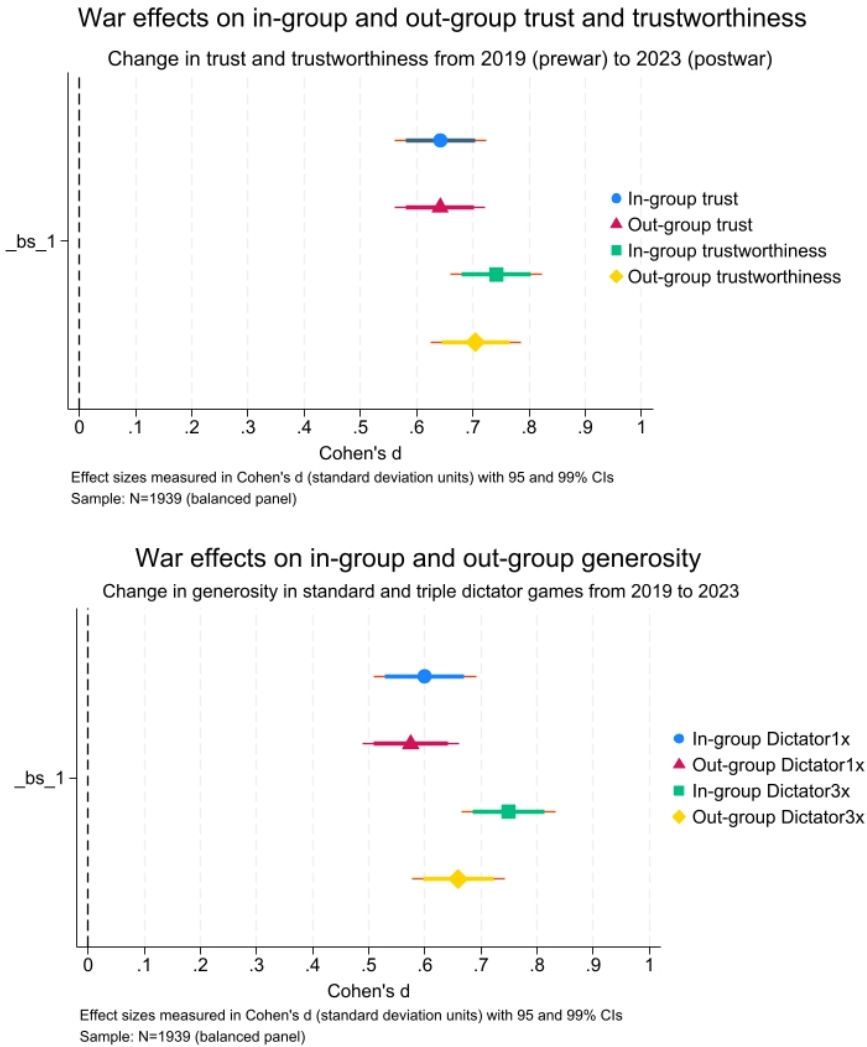 War effects on in-group and out-group trust and trustworthiness
Change in trust and trustworthiness from 2019 (prewar) to 2023 (postwar)
In-group trust
Out-group trust
In-group trustworthiness
Out-group trustworthiness
_bs_1
0 .1 .2 .3 .4 .5 .6 .7 .8 .9 1
Cohen's d
Effect sizes measured in Cohen's d (standard deviation units) with 95 and 99% CIs
Sample: N=1939 (balanced panel)
War effects on in-group and out-group generosity
Change in generosity in standard and triple dictator games from 2019 to 2023
In-group Dictator1x
Out-group Dictator1x
In-group Dictator3x
Out-group Dictator3x
_bs_1
0 .1 .2 .3 .4 .5 .6 .7 .8 .9 1
Cohen's d
Effect sizes measured in Cohen's d (standard deviation units) with 95 and 99% CIs
Sample: N=1939 (balanced panel)